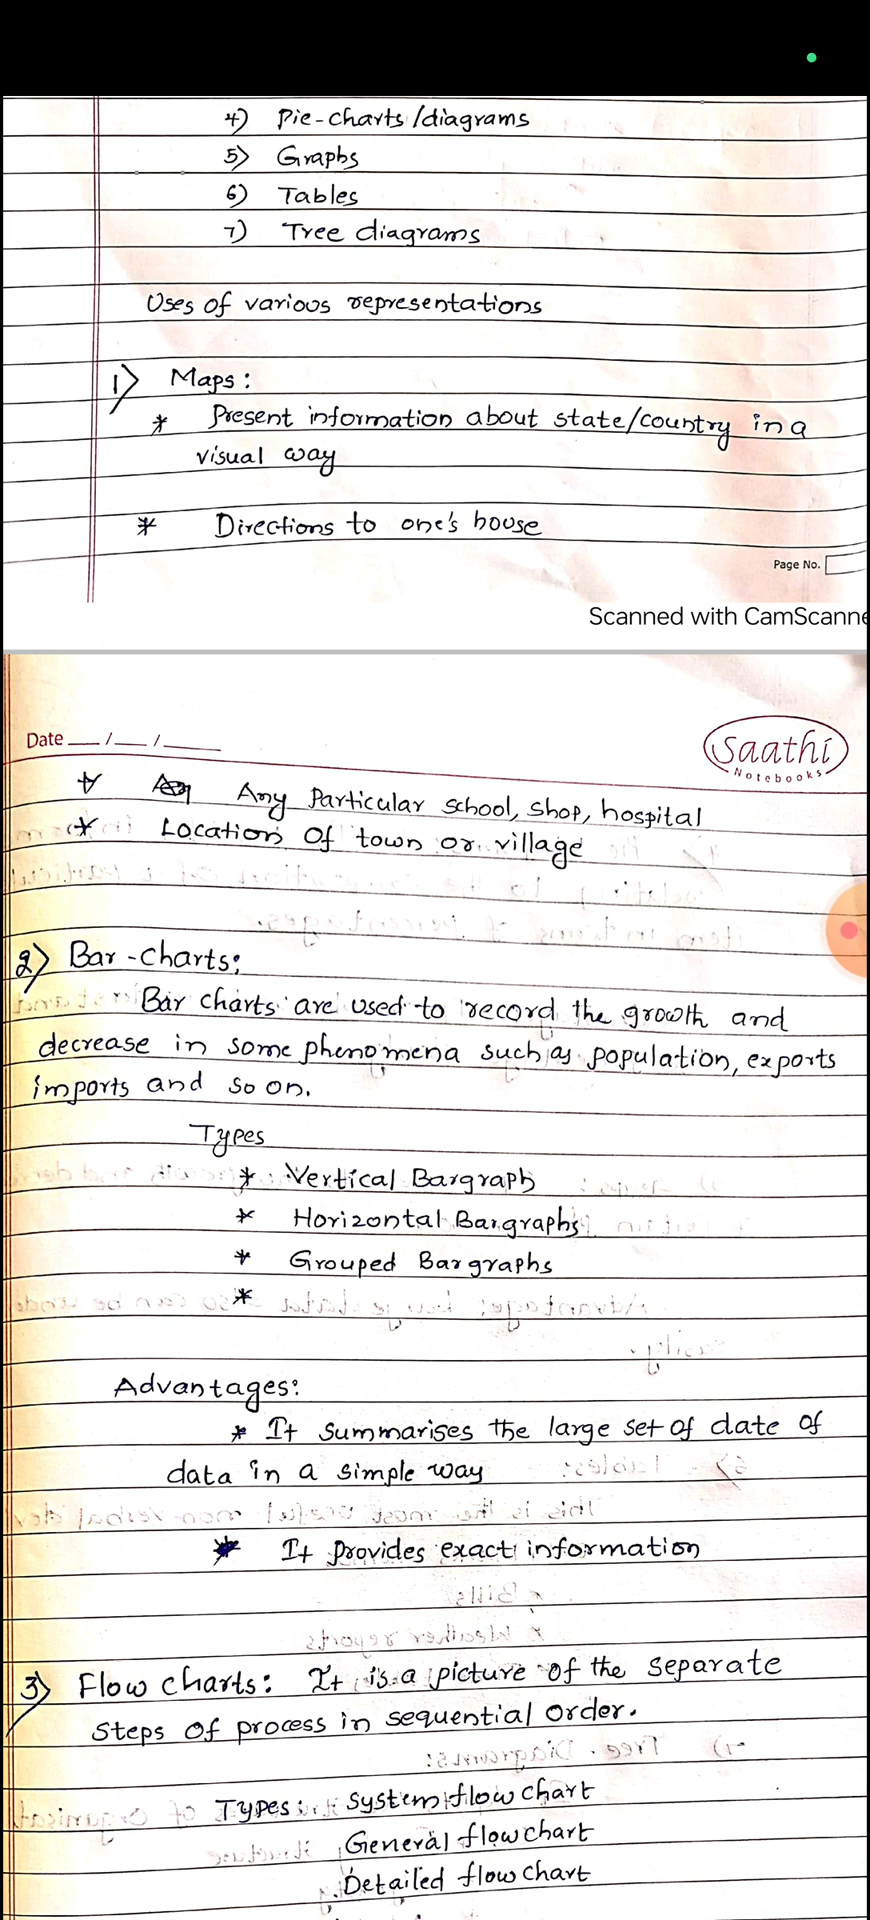 4) Pie-charts/diagrams
5) Graphs
6) Tables
7) Tree diagrams
Uses of various representations
1) Maps:
* Present information about state/country in a
visual way
* Directions to one's house
Page No.
Scanned with CamScanne
Date __/__/____
Saathi
Notebooks
* Any Particular School, Shop, hospital
* Location of town or village
2) Bar-charts:
Bar charts are used to record the growth and
decrease in some phenomena such as population, exports
imports and so on.
Types
* Vertical Bargraph
* Horizontal Bargraphs
* Grouped Bargraphs
*
Advantages:
* It summarises the large set of date of
data in a simple way
* It provides exact information
3) Flow charts: It is a picture of the separate
steps of process in sequential order.
Types: System flow chart
General flowchart
Detailed flow chart